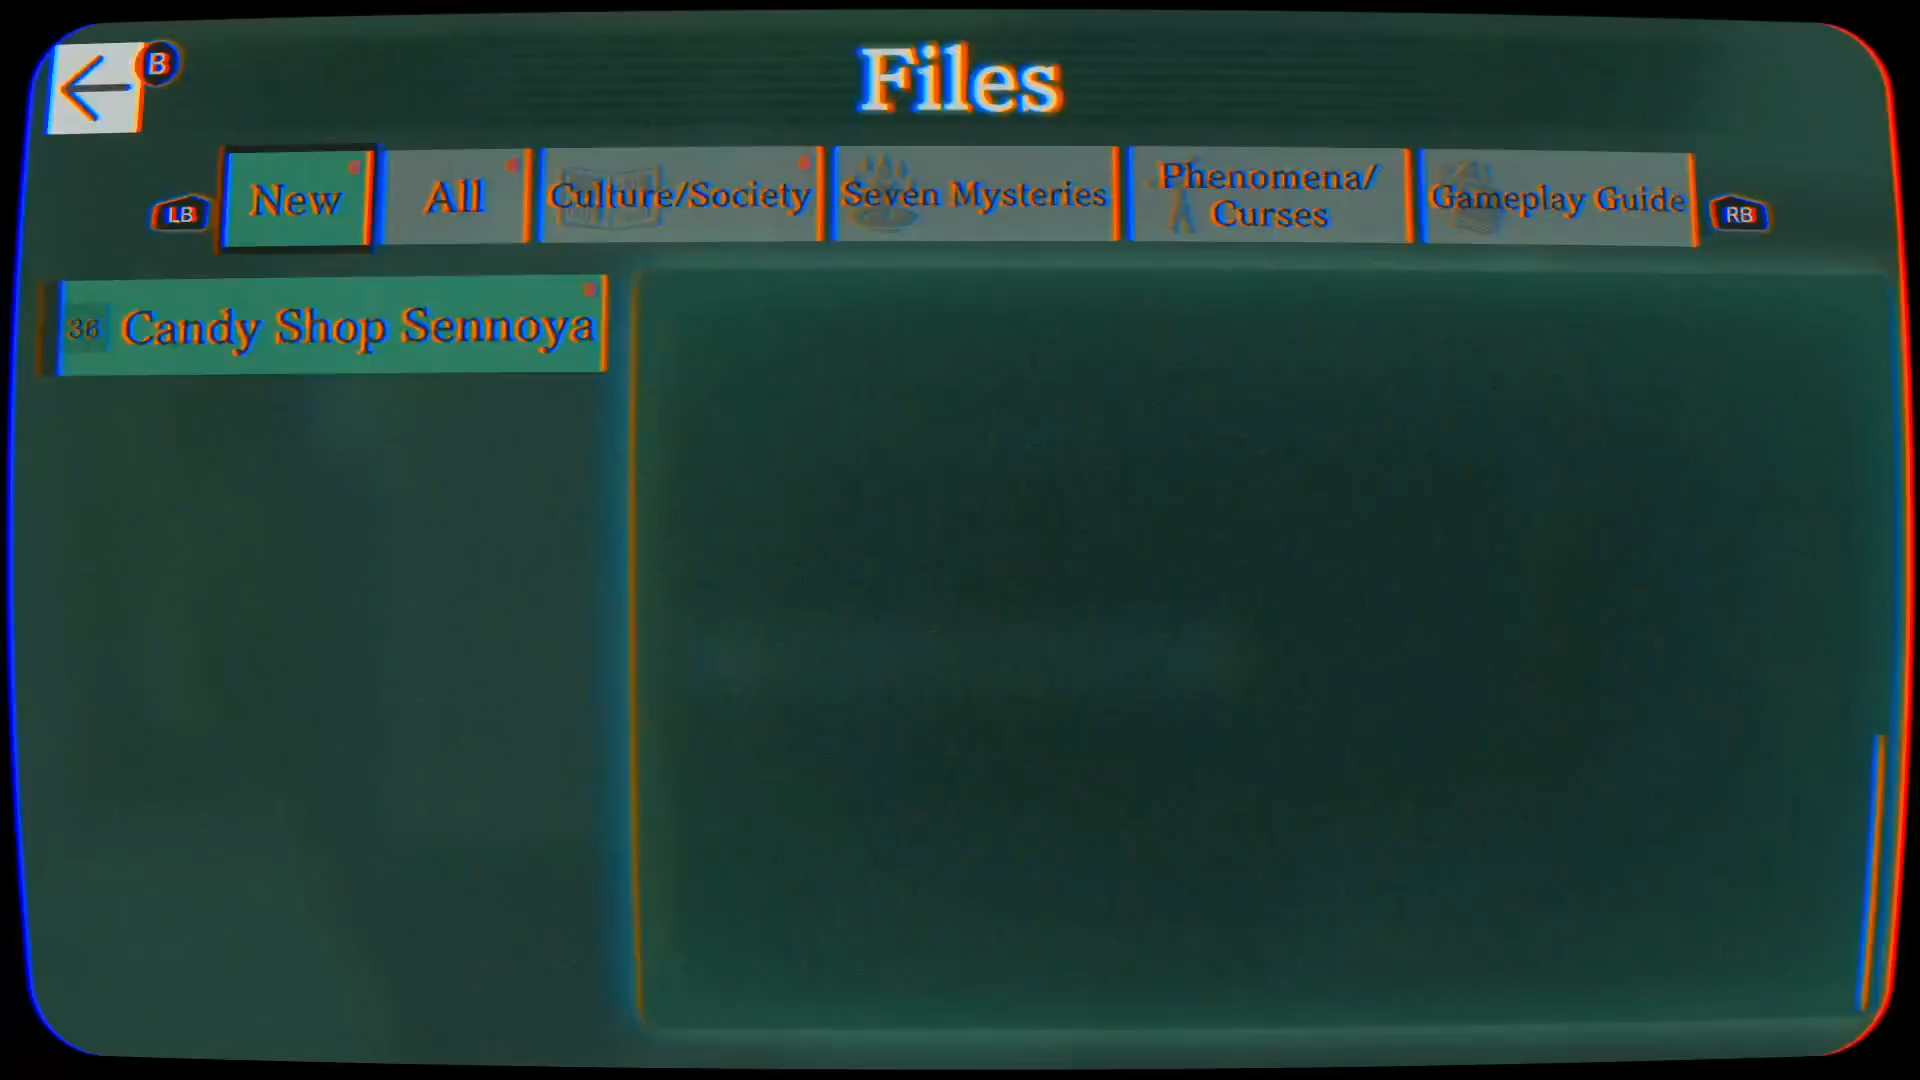 B
Files
LB
New
All
Culture/Society
Seven Mysteries
Phenomena/
Curses
Gameplay Guide
RB
36
Candy Shop Sennoya